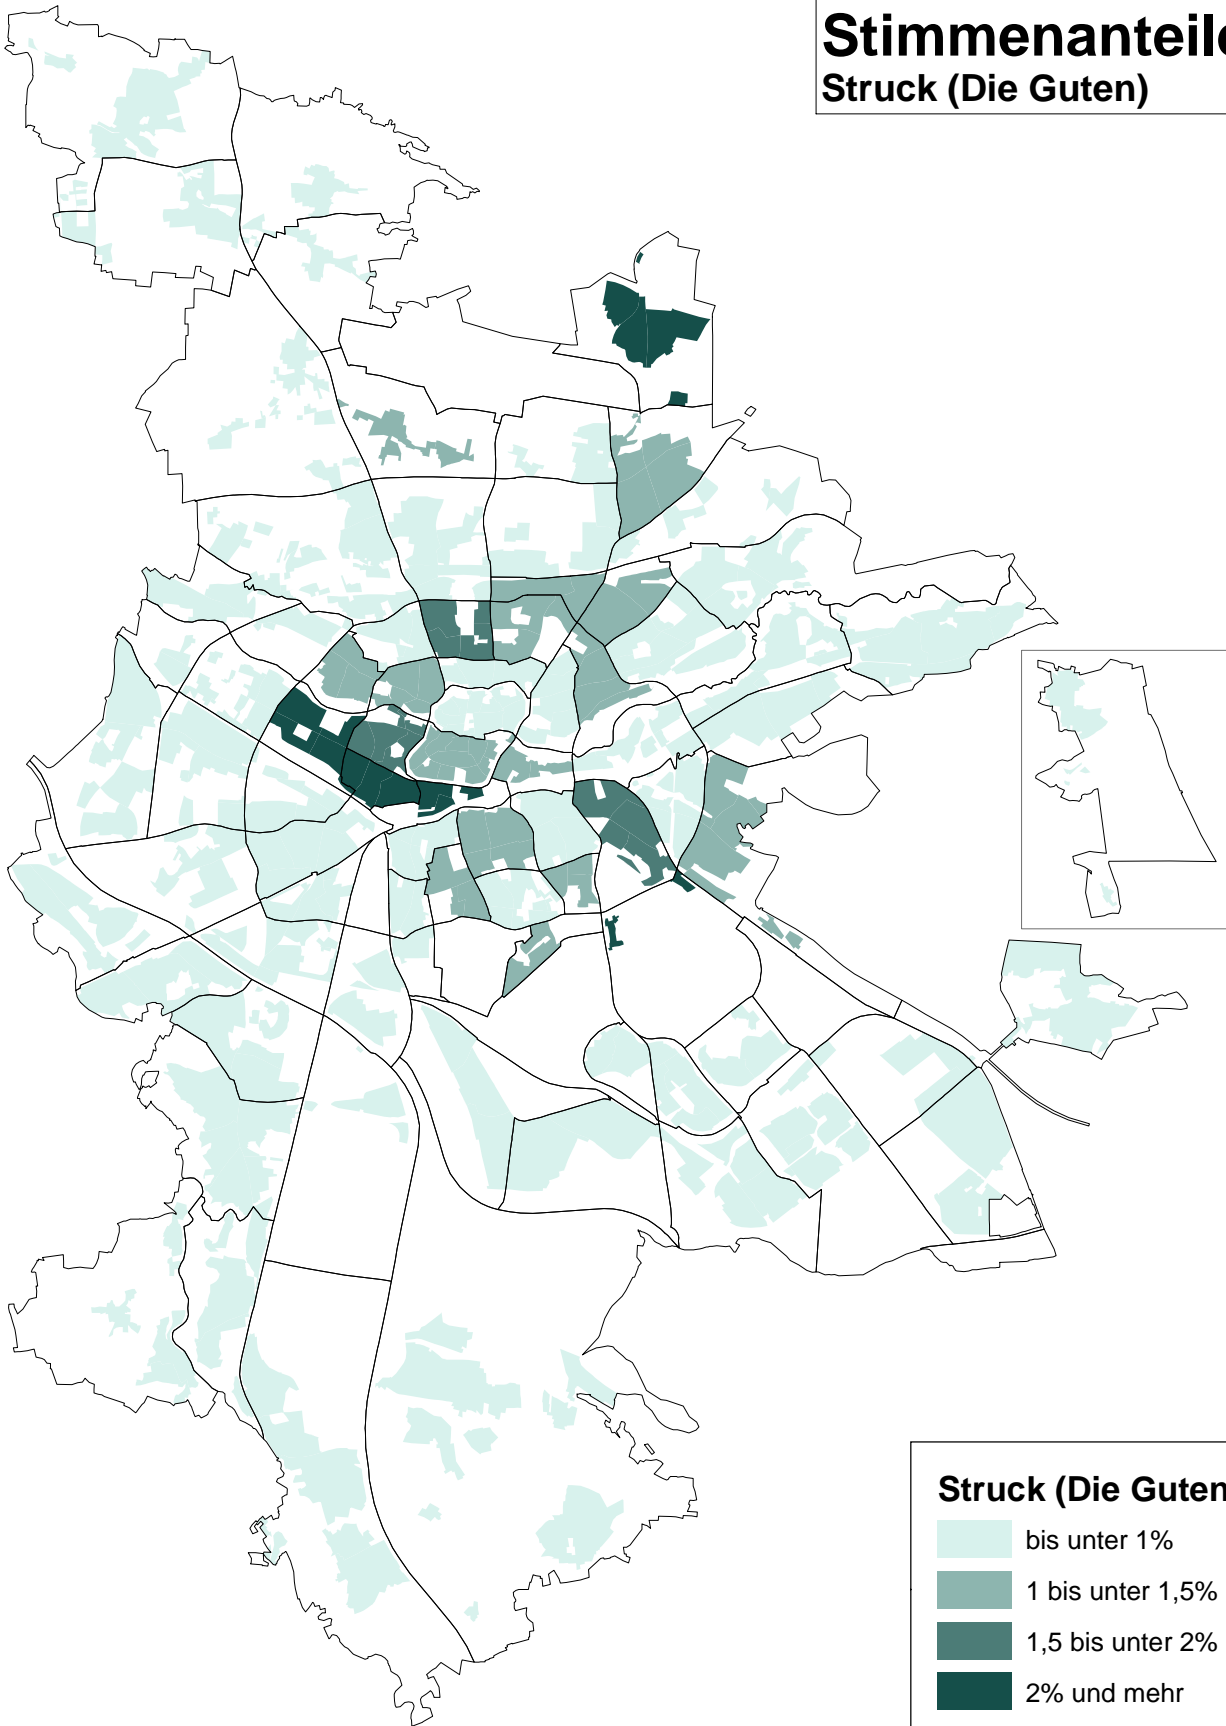 Stimmenanteile
Struck (Die Guten)
Struck (Die Guten
bis unter 1%
1 bis unter 1,5%
1,5 bis unter 2%
2% und mehr